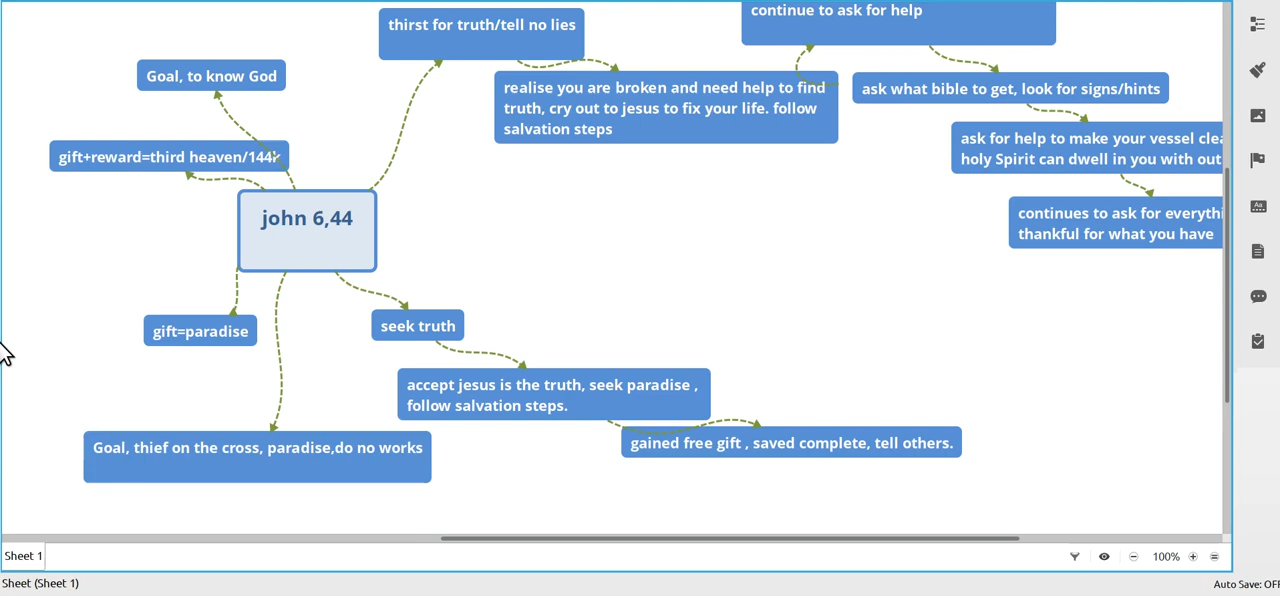 thirst for truth/tell no lies
continue to ask for help
Goal, to know God
realise you are broken and need help to find
truth, cry out to jesus to fix your life. follow
salvation steps
ask what bible to get, look for signs/hints
ask for help to make your vessel
holy Spirit can dwell in you with out
gift+reward=third heaven/144k
john 6,44
continues to ask for
thankful for what you have
gift=paradise
seek truth
accept jesus is the truth, seek paradise ,
follow salvation steps.
gained free gift , saved complete, tell others.
Goal, thief on the cross, paradise,do no works
Sheet 1
100%
Sheet (Sheet 1)
Auto Save: OFF
Aa